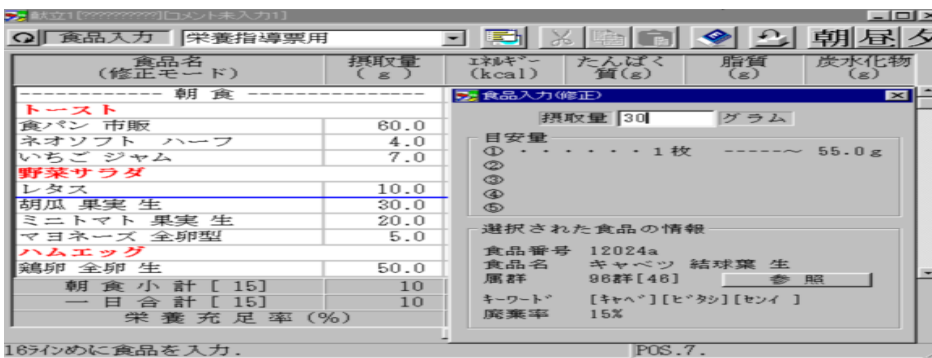 献立1[??????????][コメント未入力1]
食品入力 栄養指導票用 朝 昼 夕
食品名 摂取量 エネルギー たんぱく 脂質 炭水化物
(修正モード) (g) (kcal) 質(g) (g) (g)
------------ 朝 食 ----------------
トースト
食パン 市販 60.0
ネオソフト ハーフ 4.0
いちご ジャム 7.0
野菜サラダ
レタス 10.0
胡瓜 果実 生 30.0
ミニトマト 果実 生 20.0
マヨネーズ 全卵型 5.0
ハムエッグ
鶏卵 全卵 生 50.0
朝 食 小 計 [ 15] 10
一 日 合 計 [ 15] 10
栄 養 充 足 率 (%)
食品入力(修正)
摂取量 30 グラム
目安量
① ・ ・ ・ ・ ・ ・ 1枚 -----～ 55.0g
②
③
④
⑤
選択された食品の情報
食品番号 12024a
食品名 キャベツ 結球葉 生
属群 96群[46] 参 照
キーワード [キャベ][ヒダシ][センイ ]
廃棄率 15%
16ラインめに食品を入力. POS.7.